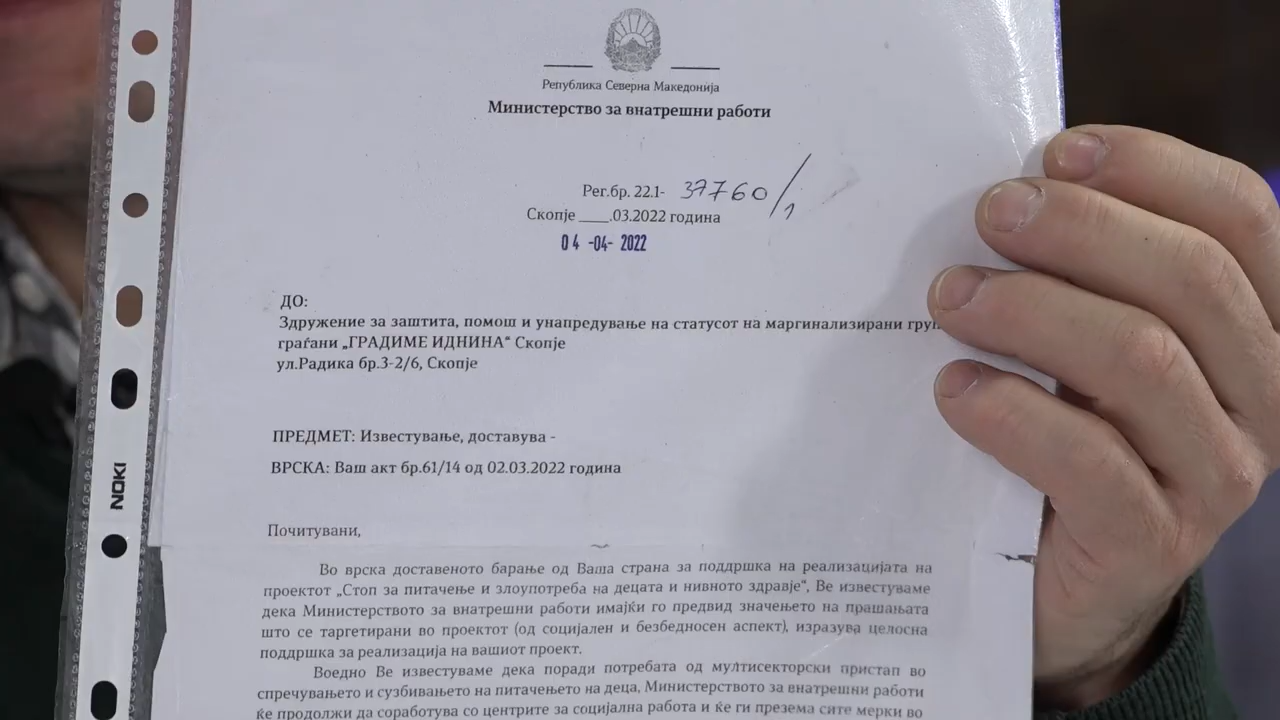 Република Северна Македонија
Министерство за внатрешни работи
Рег.бр. 22.1- 37760/1
Скопје ____.03.2022 година
04 -04- 2022
ДО:
Здружение за заштита, помош и унапредување на статусот на маргинализирани
граѓани „ГРАДИМЕ ИДНИНА“ Скопје
ул.Радика бр.3-2/6, Скопје
ПРЕДМЕТ: Известување, доставува -
ВРСКА: Ваш акт бр.61/14 од 02.03.2022 година
Почитувани,
Во врска доставеното барање од Ваша страна за поддршка на реализацијата на
проектот „Стоп за питачење и злоупотреба на децата и нивното здравје“, Ве известуваме
дека Министерството за внатрешни работи имајќи го предвид значењето на прашањата
што се таргетирани во проектот (од социјален и безбедносен аспект), изразува целосна
поддршка за реализација на вашиот проект.
Воедно Ве известуваме дека поради потребата од мултисекторски пристап во
спречувањето и сузбивањето на питачењето на деца, Министерството за внатрешни работи
ќе продолжи да соработува со центрите за социјална работа и ќе ги презема сите мерки во
NOKI